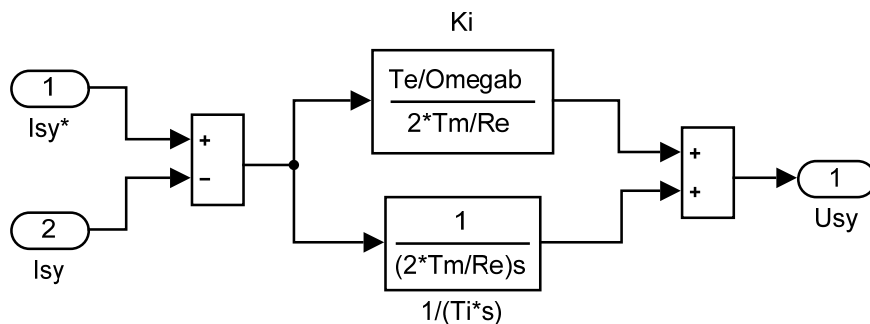 Ki
1
Isy*
Te/Omegab
2*Tm/Re
+
−
+
+
1
Usy
2
Isy
1
(2*Tm/Re)s
1/(Ti*s)